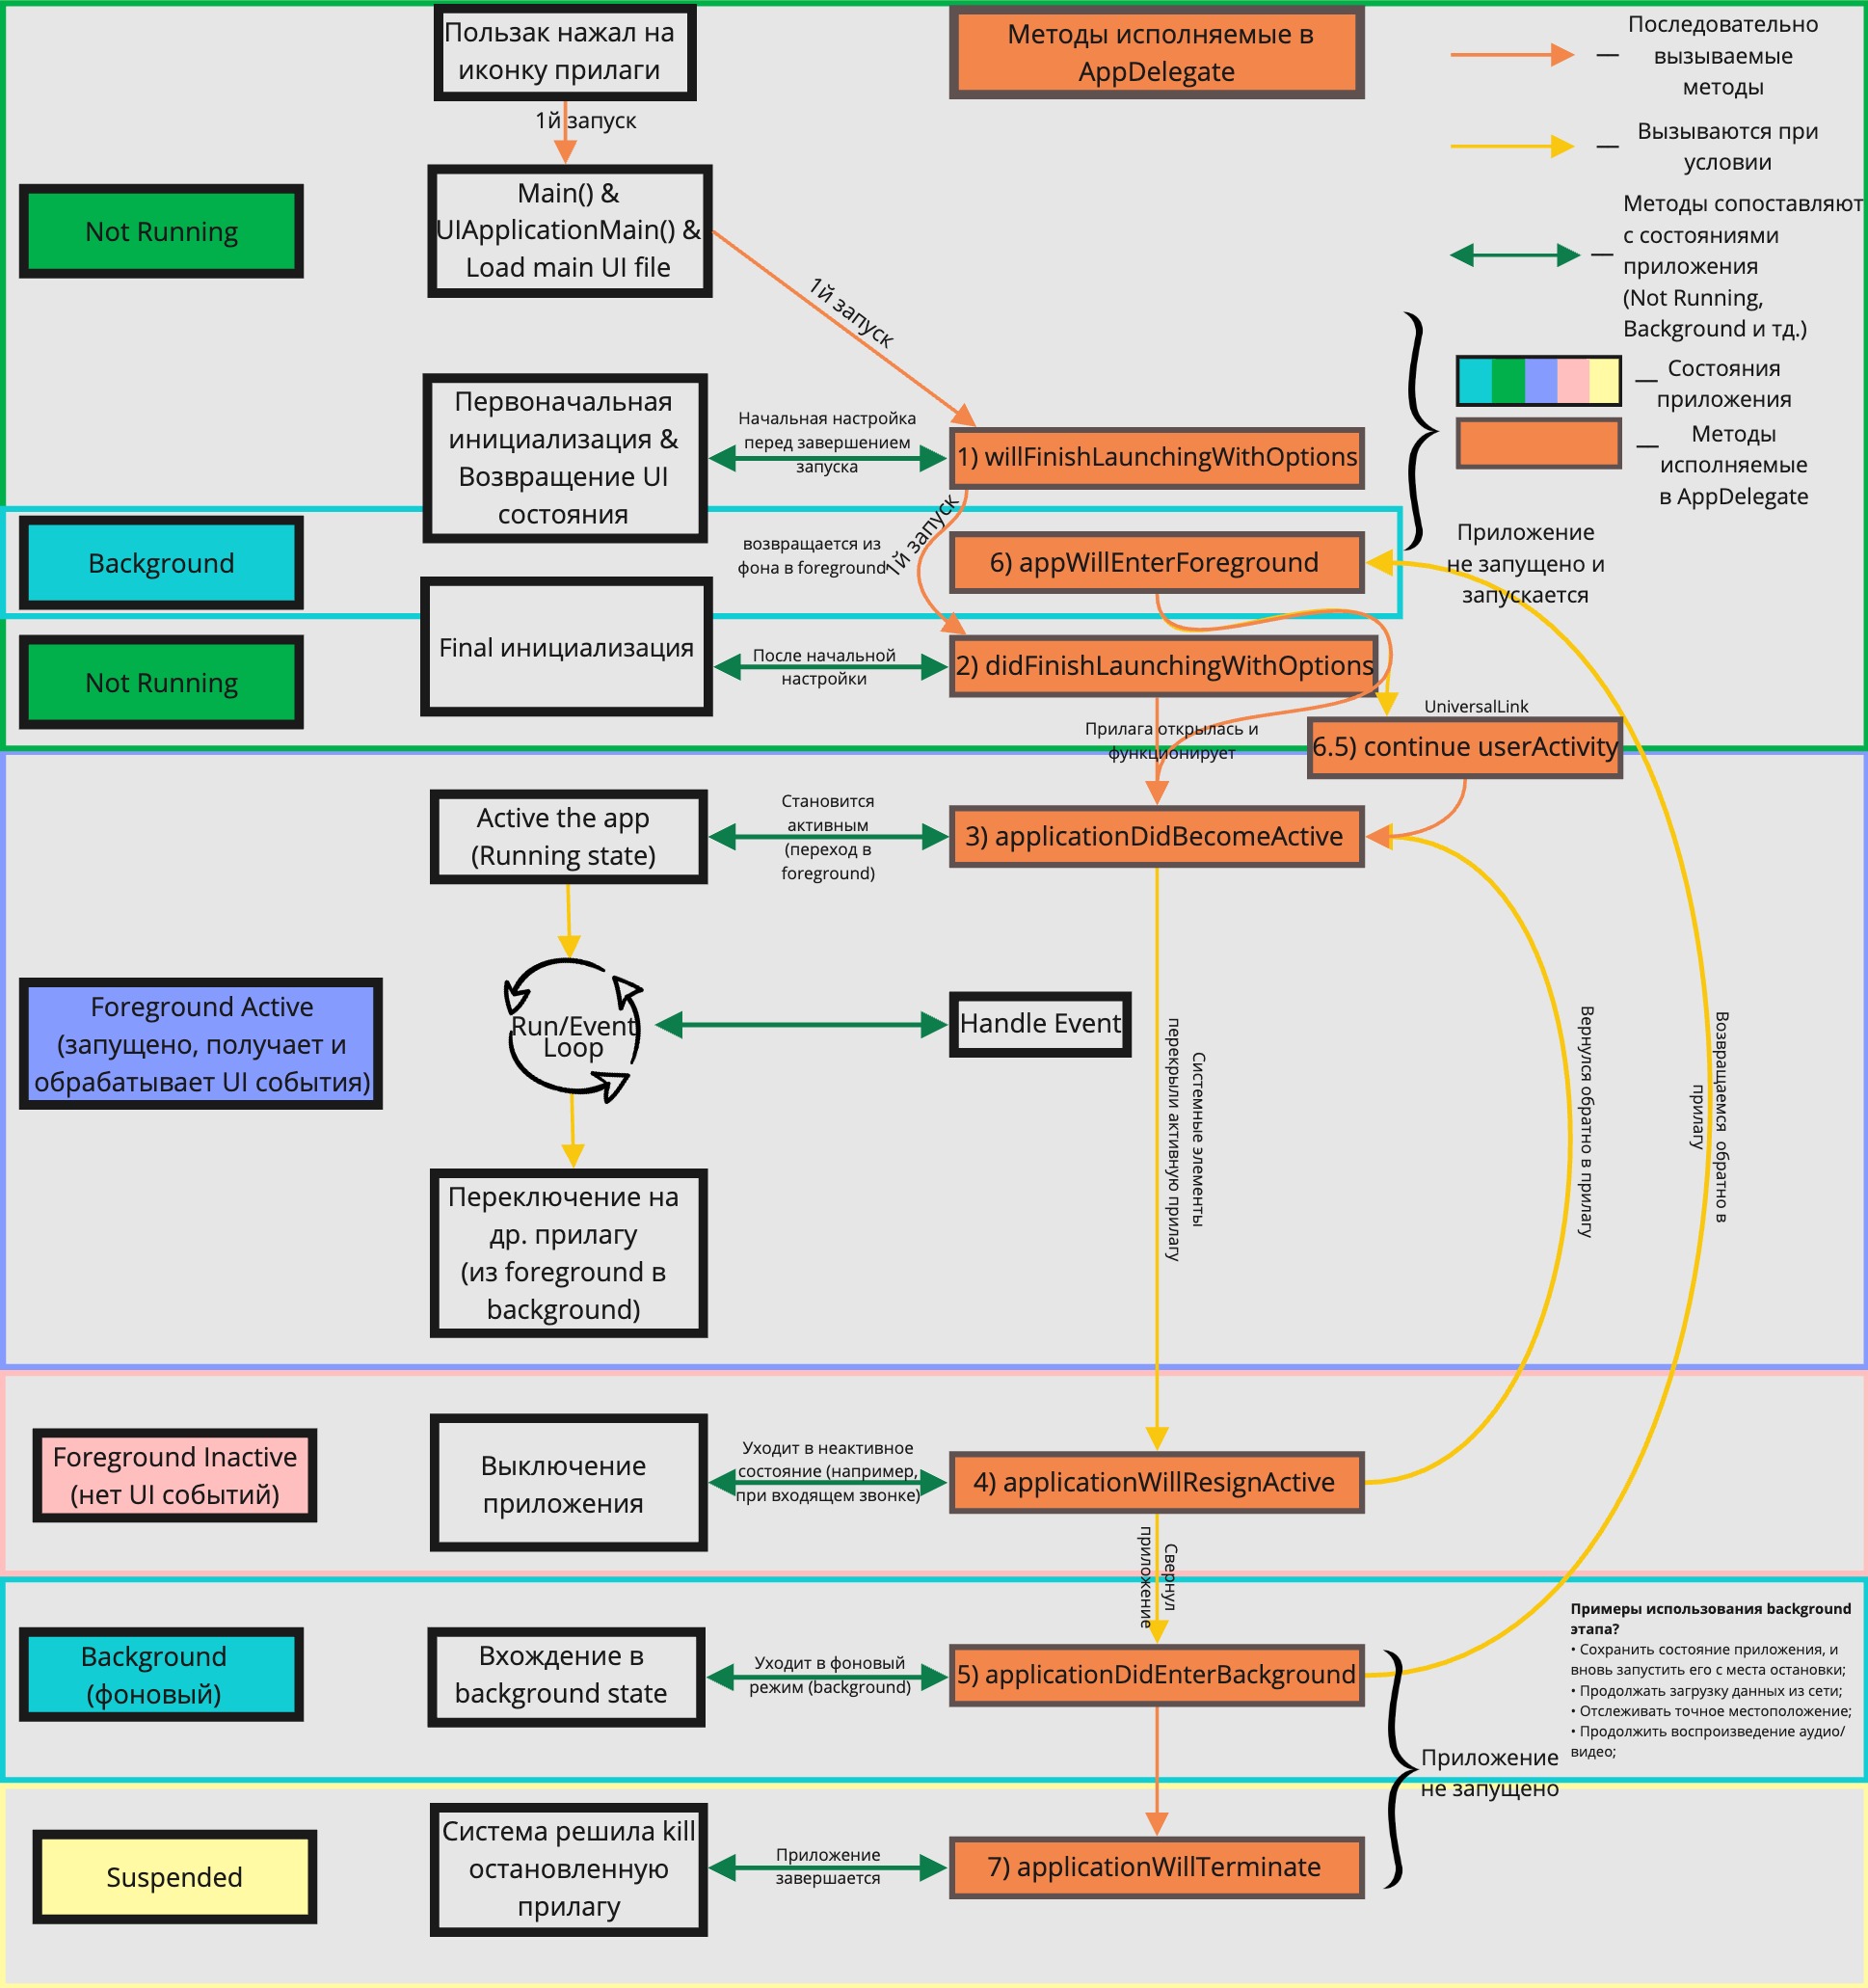 Пользак нажал на
иконку прилаги
Методы исполняемые в
AppDelegate
—
Последовательно
вызываемые
методы
1й запуск
—
Вызываются при
условии
Not Running
Main() &
UIApplicationMain() &
Load main UI file
—
Методы сопоставляют
с состояниями
приложения
(Not Running,
Background и тд.)
1й запуск
—
Состояния
приложения
—
Методы
исполняемые
в AppDelegate
Первоначальная
инициализация &
Возвращение UI
состояния
Начальная настройка
перед завершением
запуска
1) willFinishLaunchingWithOptions
1й запуск
Background
возвращается из
фона в foreground
6) appWillEnterForeground
Приложение
не запущено и
запускается
Not Running
Final инициализация
После начальной
настройки
2) didFinishLaunchingWithOptions
UniversalLink
6.5) continue userActivity
Прилага открылась и
функционирует
Active the app
(Running state)
Становится
активным
(переход в
foreground)
3) applicationDidBecomeActive
Foreground Active
(запущено, получает и
обрабатывает UI события)
Run/Event
Loop
Handle Event
Системные элементы
перекрыли активную прилагу
Вернулся обратно в прилагу
Возвращаемся обратно в
прилагу
Переключение на
др. прилагу
(из foreground в
background)
Foreground Inactive
(нет UI событий)
Выключение
приложения
Уходит в неактивное
состояние (например,
при входящем звонке)
4) applicationWillResignActive
Свернул
приложение
Background
(фоновый)
Вхождение в
background state
Уходит в фоновый
режим (background)
5) applicationDidEnterBackground
Примеры использования background
этапа?
• Сохранить состояние приложения, и
вновь запустить его с места остановки;
• Продолжать загрузку данных из сети;
• Отслеживать точное местоположение;
• Продолжить воспроизведение аудио/
видео;
Приложение
не запущено
Suspended
Система решила kill
остановленную
прилагу
Приложение
завершается
7) applicationWillTerminate